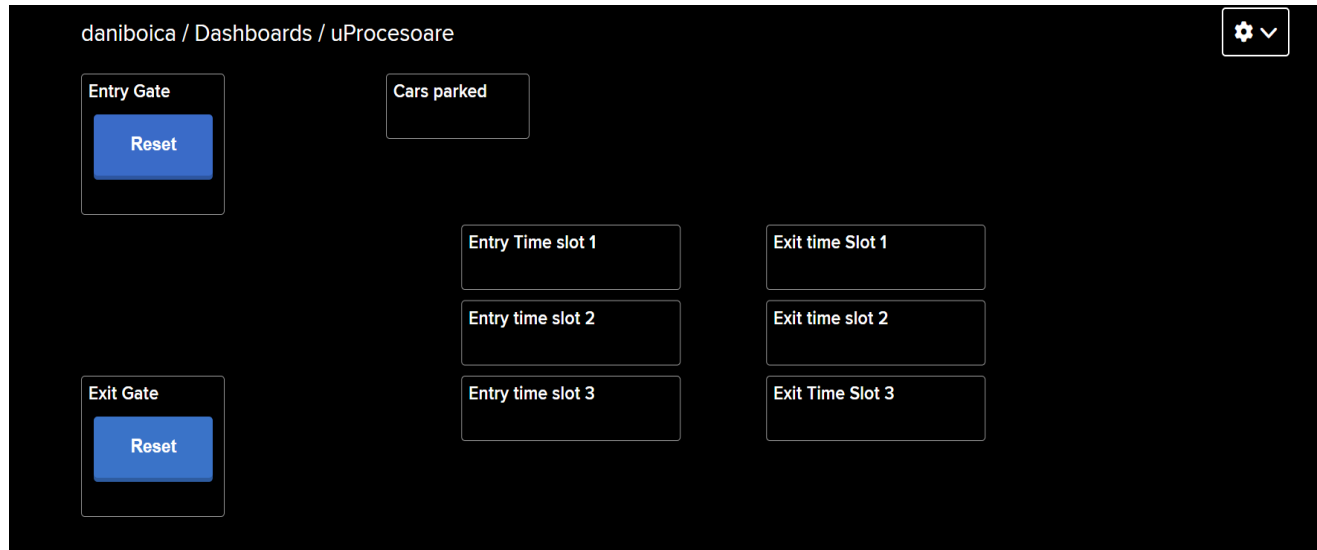 daniboica / Dashboards / uProcesoare
Entry Gate
Reset
Cars parked
Entry Time slot 1
Exit time Slot 1
Entry time slot 2
Exit time slot 2
Exit Gate
Reset
Entry time slot 3
Exit Time Slot 3